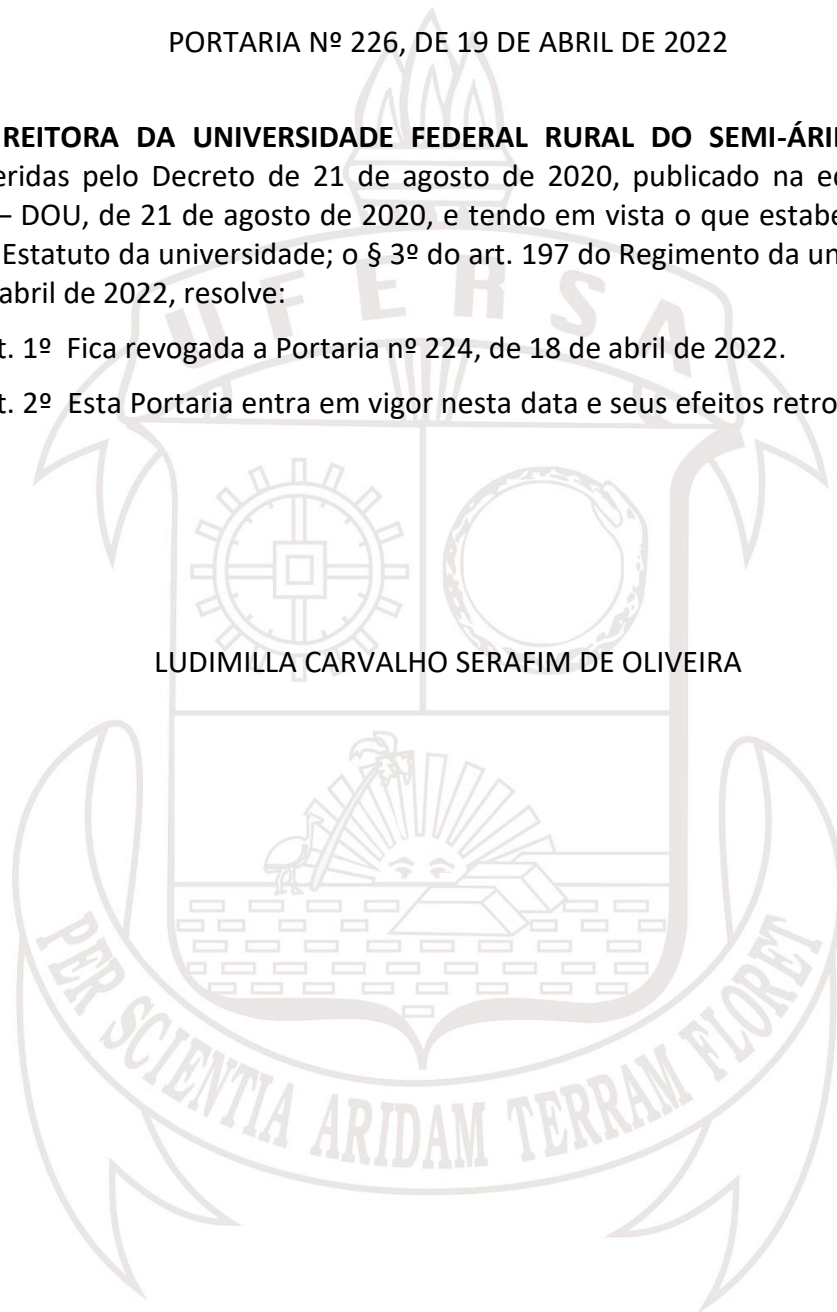 PORTARIA Nº 226, DE 19 DE ABRIL DE 2022
REITORA DA UNIVERSIDADE FEDERAL RURAL DO SEMI-ÁRI
eridas pelo Decreto de 21 de agosto de 2020, publicado na e
– DOU, de 21 de agosto de 2020, e tendo em vista o que estabe
Estatuto da universidade; o § 3º do art. 197 do Regimento da un
abril de 2022, resolve:
t. 1º Fica revogada a Portaria nº 224, de 18 de abril de 2022.
t. 2º Esta Portaria entra em vigor nesta data e seus efeitos retro
UFERSA
LUDIMILLA CARVALHO SERAFIM DE OLIVEIRA
PER SCIENTIA ARIDAM TERRAM FLORET